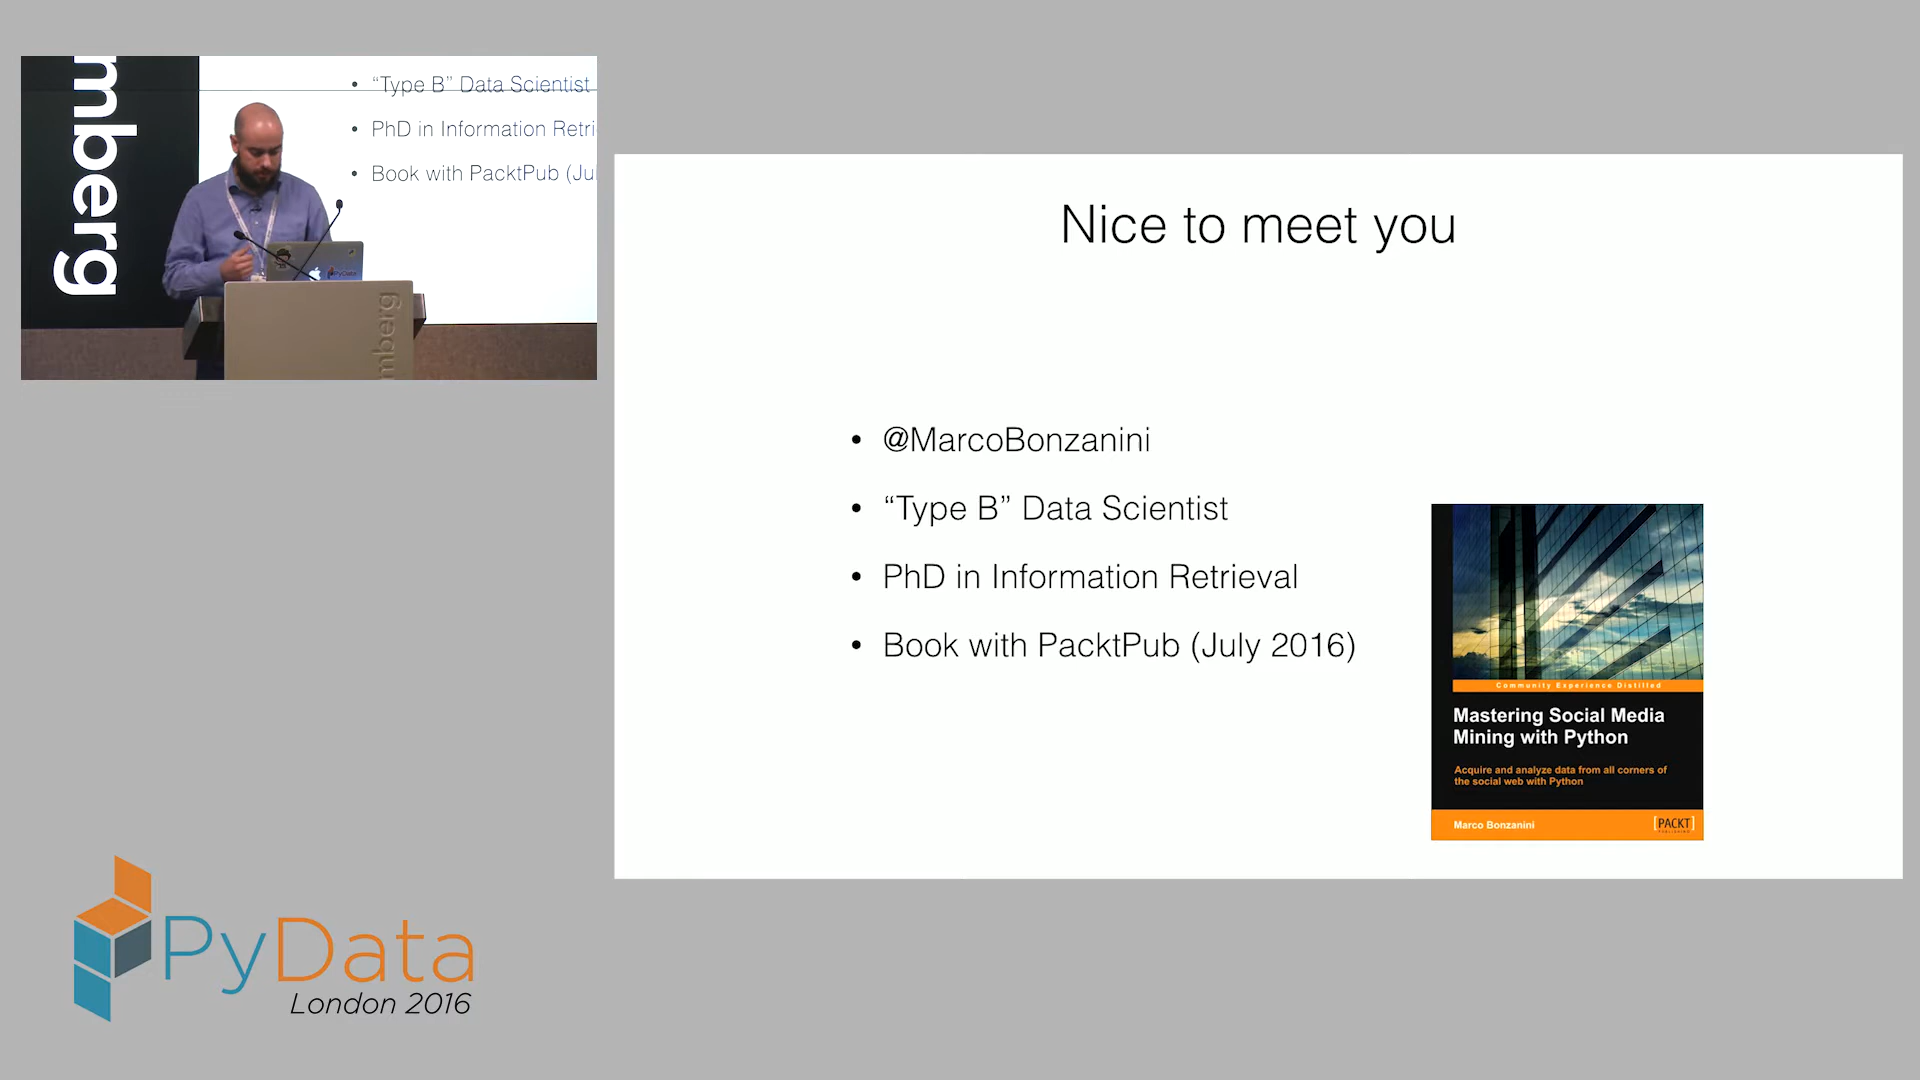 mberg
“Type B” Data Scientist
PhD in Information Retri
Book with PacktPub (Ju
PyData
mberg
Nice to meet you
• @MarcoBonzanini
• “Type B” Data Scientist
• PhD in Information Retrieval
• Book with PacktPub (July 2016)
Community Experience Distilled
Mastering Social Media
Mining with Python
Acquire and analyze data from all corners of
the social web with Python
Marco Bonzanini
[PACKT]
PUBLISHING
PyData
London 2016